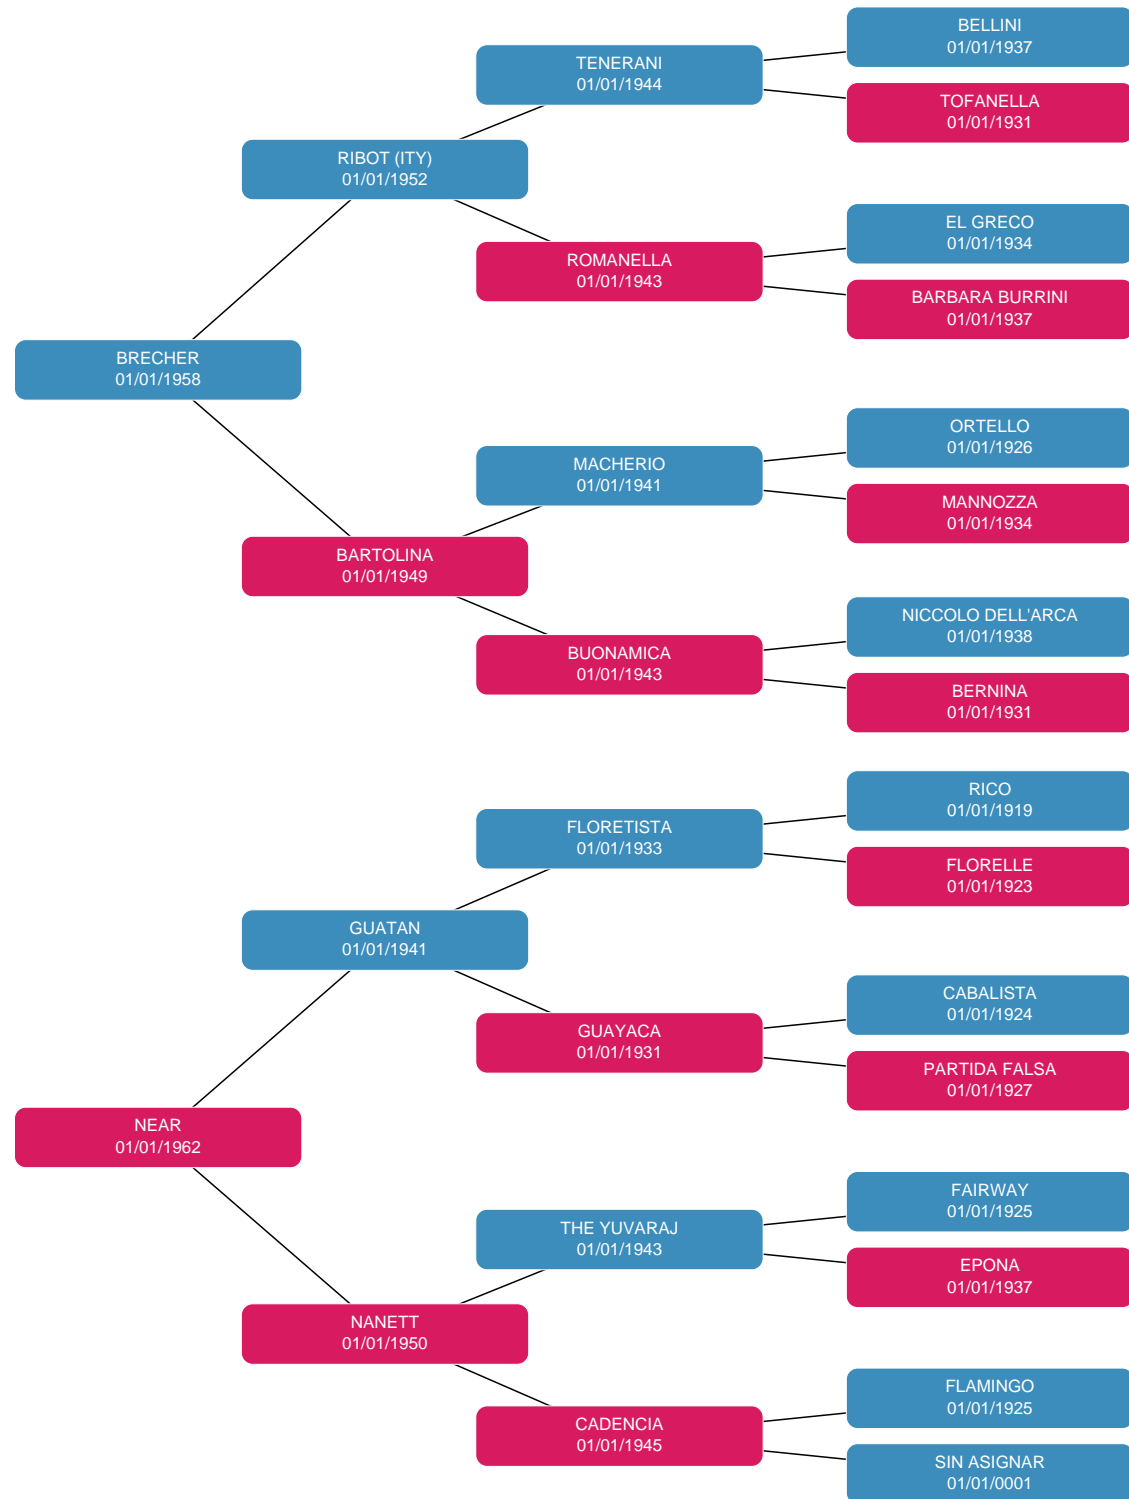 BELLINI
01/01/1937
TENERANI
01/01/1944
TOFANELLA
01/01/1931
RIBOT (ITY)
01/01/1952
EL GRECO
01/01/1934
ROMANELLA
01/01/1943
BARBARA BURRINI
01/01/1937
BRECHER
01/01/1958
ORTELLO
01/01/1926
MACHERIO
01/01/1941
MANNOZZA
01/01/1934
BARTOLINA
01/01/1949
NICCOLO DELL'ARCA
01/01/1938
BUONAMICA
01/01/1943
BERNINA
01/01/1931
RICO
01/01/1919
FLORETISTA
01/01/1933
FLORELLE
01/01/1923
GUATAN
01/01/1941
CABALISTA
01/01/1924
GUAYACA
01/01/1931
PARTIDA FALSA
01/01/1927
NEAR
01/01/1962
FAIRWAY
01/01/1925
THE YUVARAJ
01/01/1943
EPONA
01/01/1937
NANETT
01/01/1950
FLAMINGO
01/01/1925
CADENCIA
01/01/1945
SIN ASIGNAR
01/01/0001